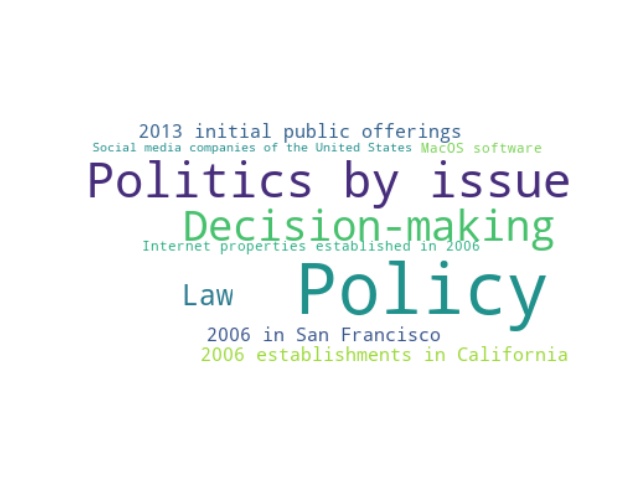 2013 initial public offerings
Social media companies of the United States MacOS software
Politics by issue
Decision-making
Internet properties established in 2006
Policy
Law
2006 in San Francisco
2006 establishments in California